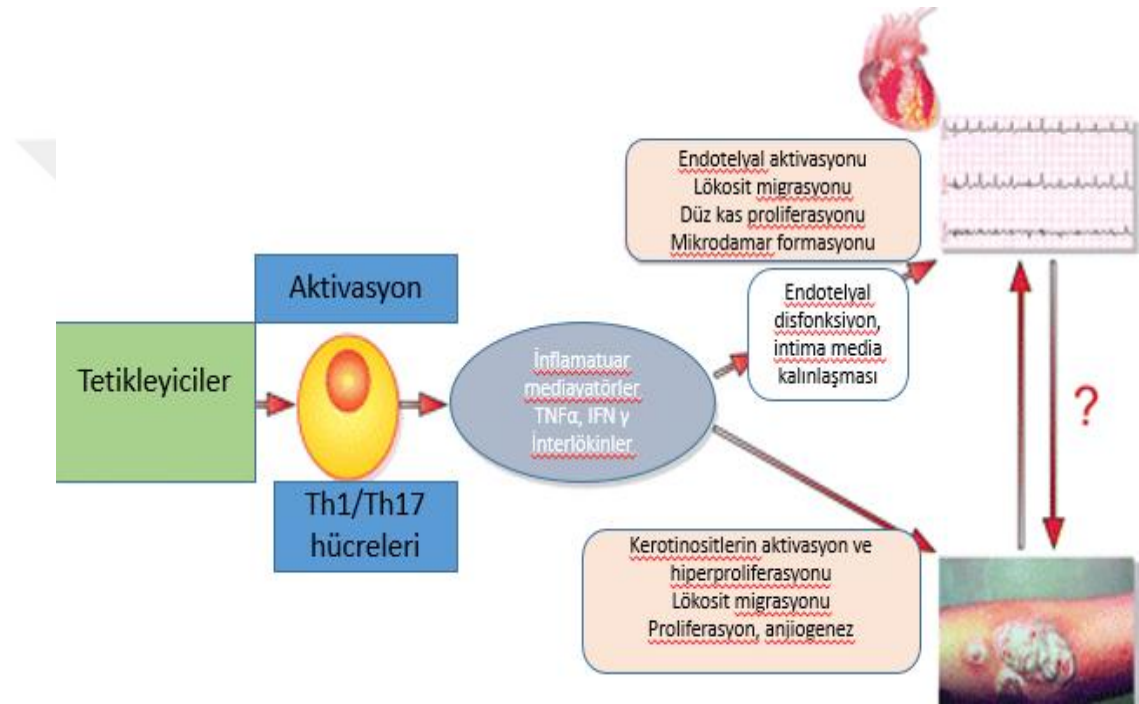 Endotelyal aktivasyonu
Lökosit migrasyonu
Düz kas proliferasyonu
Mikrodamar formasyonu
Aktivasyon
Endotelyal
disfonksiyon,
intima media
kalınlaşması
Tetikleyiciler
İnflamatuar
mediayatörler
TNFα, IFN γ
İnterlökinler
?
Th1/Th17
hücreleri
Kerotinositlerin aktivasyon ve
hiperproliferasyonu
Lökosit migrasyonu
Proliferasyon, anjiogenez